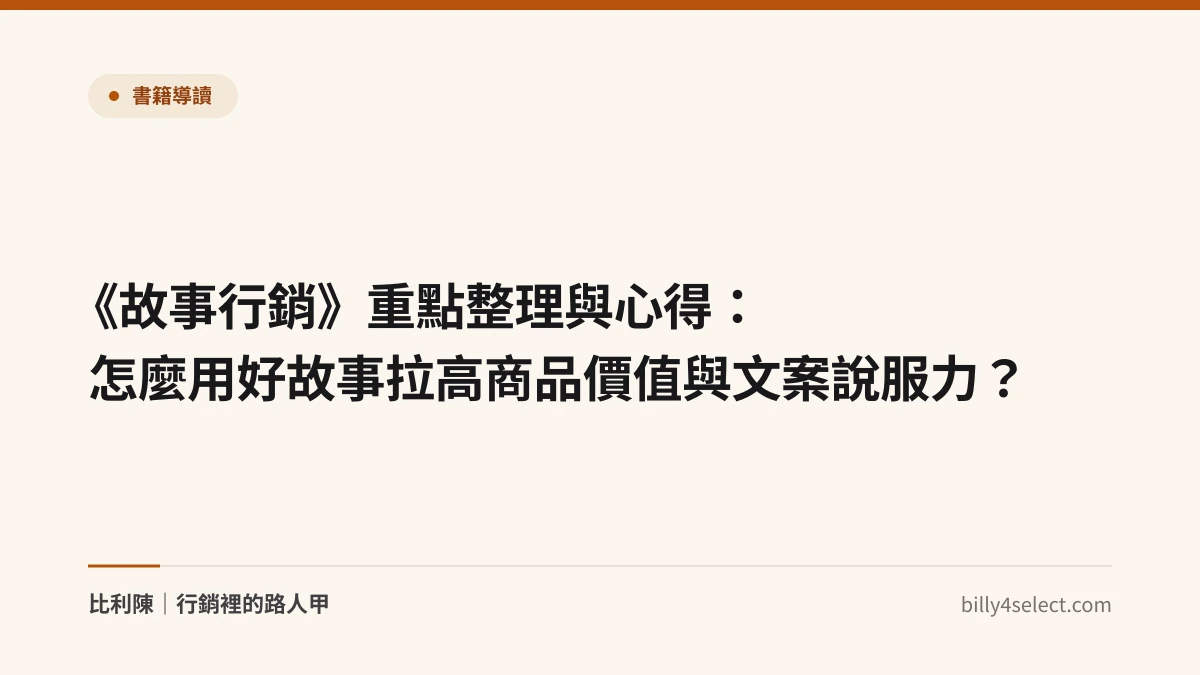 書籍導讀
《故事行銷》重點整理與心得：
怎麼用好故事拉高商品價值與文案說服力？
比利陳｜行銷裡的路人甲
billy4select.com